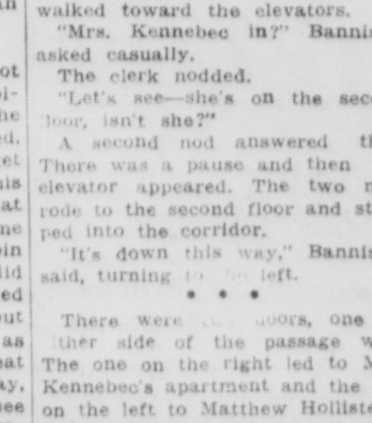 walked toward the elevators.
"Mrs. Kennebec in?" Bannis
asked casually.
The clerk nodded.
"Let's see—she's on the sec
loor, isn't she?"
A second nod answered th
There was a pause and then
elevator appeared. The two m
rode to the second floor and st
ped into the corridor.
"It's down this way," Bannis
said, turning to the left.
* * *
There were doors, one
ither side of the passage w
The one on the right led to M
Kennebec's apartment and the
on the left to Matthew Holliste